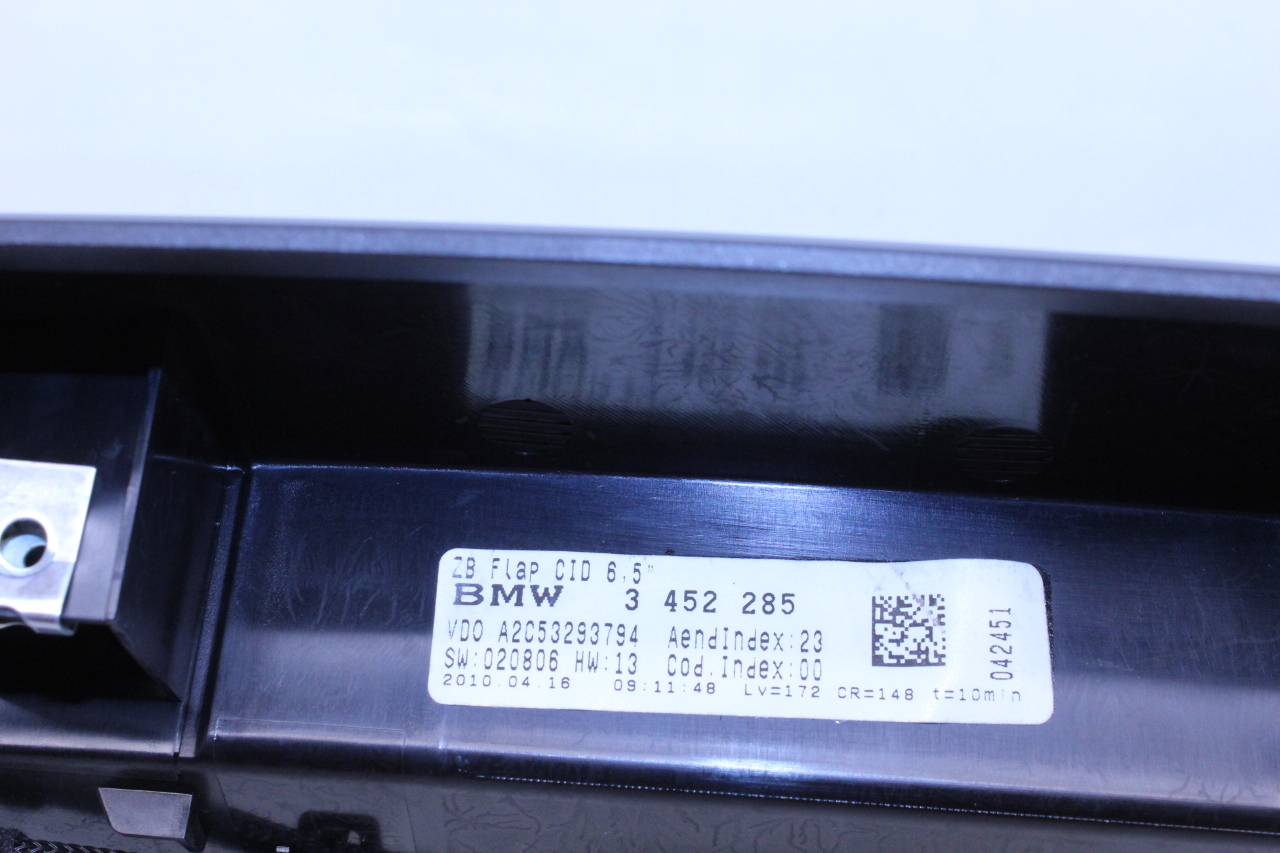 ZB Flap CID 6,5"
BMW 3 452 285
VDO A2C53293794 AendIndex:23
SW:020806 HW:13 Cod.Index:00
2010.04.16 09:11:48 LV=172 CR=148 t=10min
042451